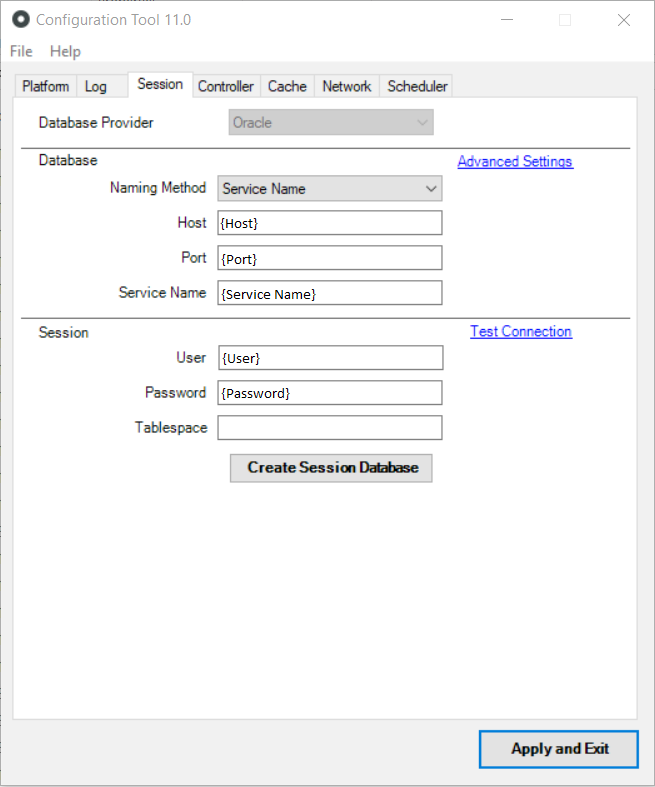 Configuration Tool 11.0
File Help
Platform Log Session Controller Cache Network Scheduler
Database Provider Oracle
Database Advanced Settings
Naming Method Service Name
Host {Host}
Port {Port}
Service Name {Service Name}
Session Test Connection
User {User}
Password {Password}
Tablespace
Create Session Database
Apply and Exit